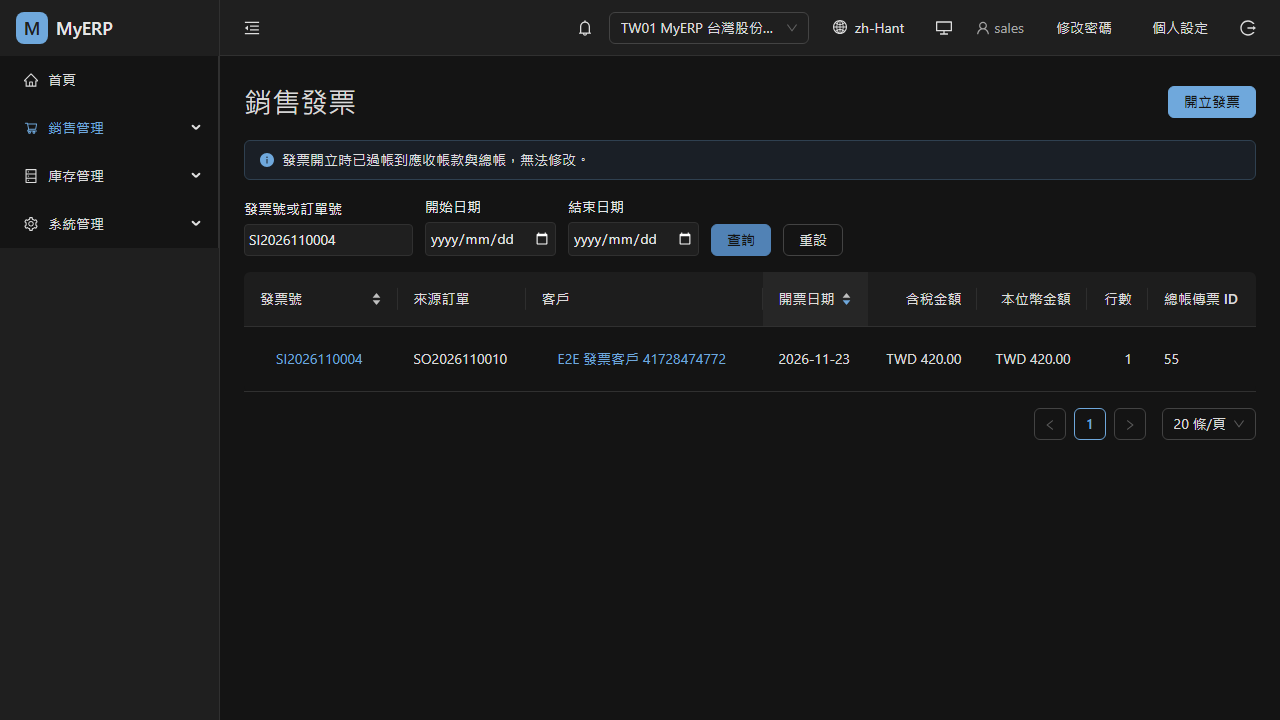 M MyERP
TW01 MyERP 台灣股份...
zh-Hant
sales
修改密碼
個人設定
首頁
銷售管理
庫存管理
系統管理
銷售發票
開立發票
發票開立時已過帳到應收帳款與總帳，無法修改。
發票號或訂單號
開始日期
結束日期
SI2026110004
yyyy/mm/dd
yyyy/mm/dd
查詢
重設
發票號 來源訂單 客戶 開票日期 含稅金額 本位幣金額 行數 總帳傳票 ID
SI2026110004 SO2026110010 E2E 發票客戶 41728474772 2026-11-23 TWD 420.00 TWD 420.00 1 55
1
20 條/頁